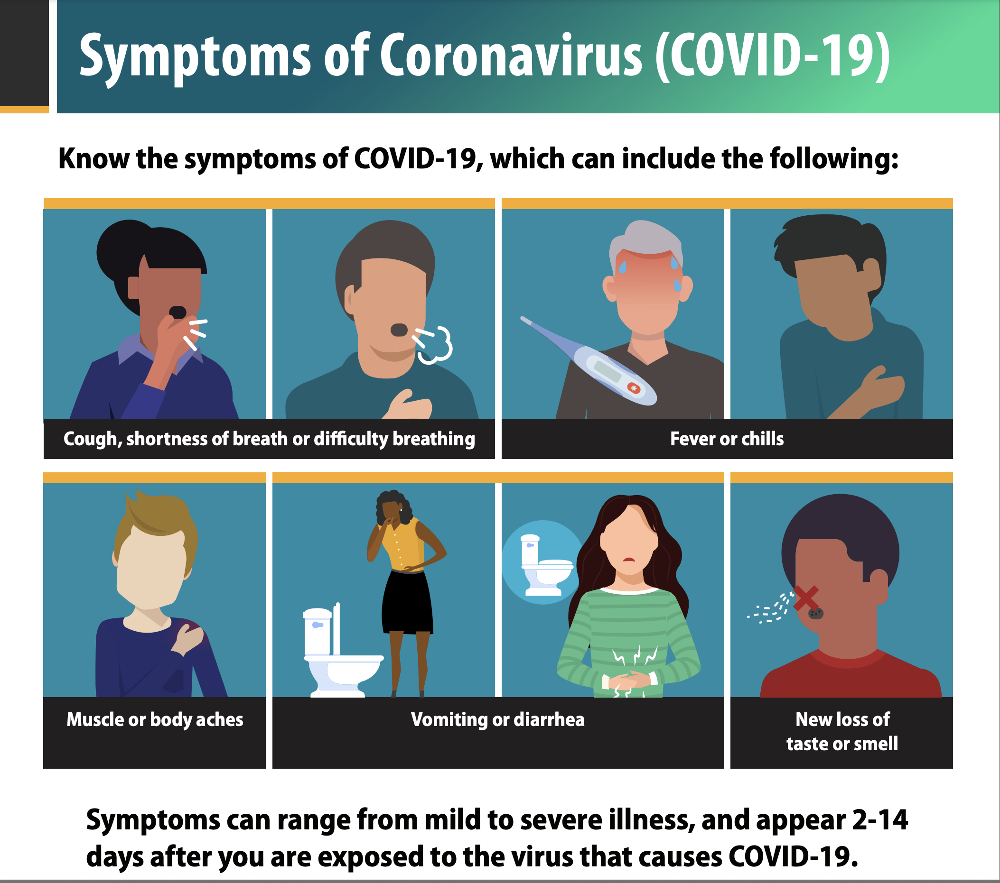 Symptoms of Coronavirus (COVID-19)
Know the symptoms of COVID-19, which can include the following:
Cough, shortness of breath or difficulty breathing
Fever or chills
Muscle or body aches
Vomiting or diarrhea
New loss of
taste or smell
Symptoms can range from mild to severe illness, and appear 2-14
days after you are exposed to the virus that causes COVID-19.